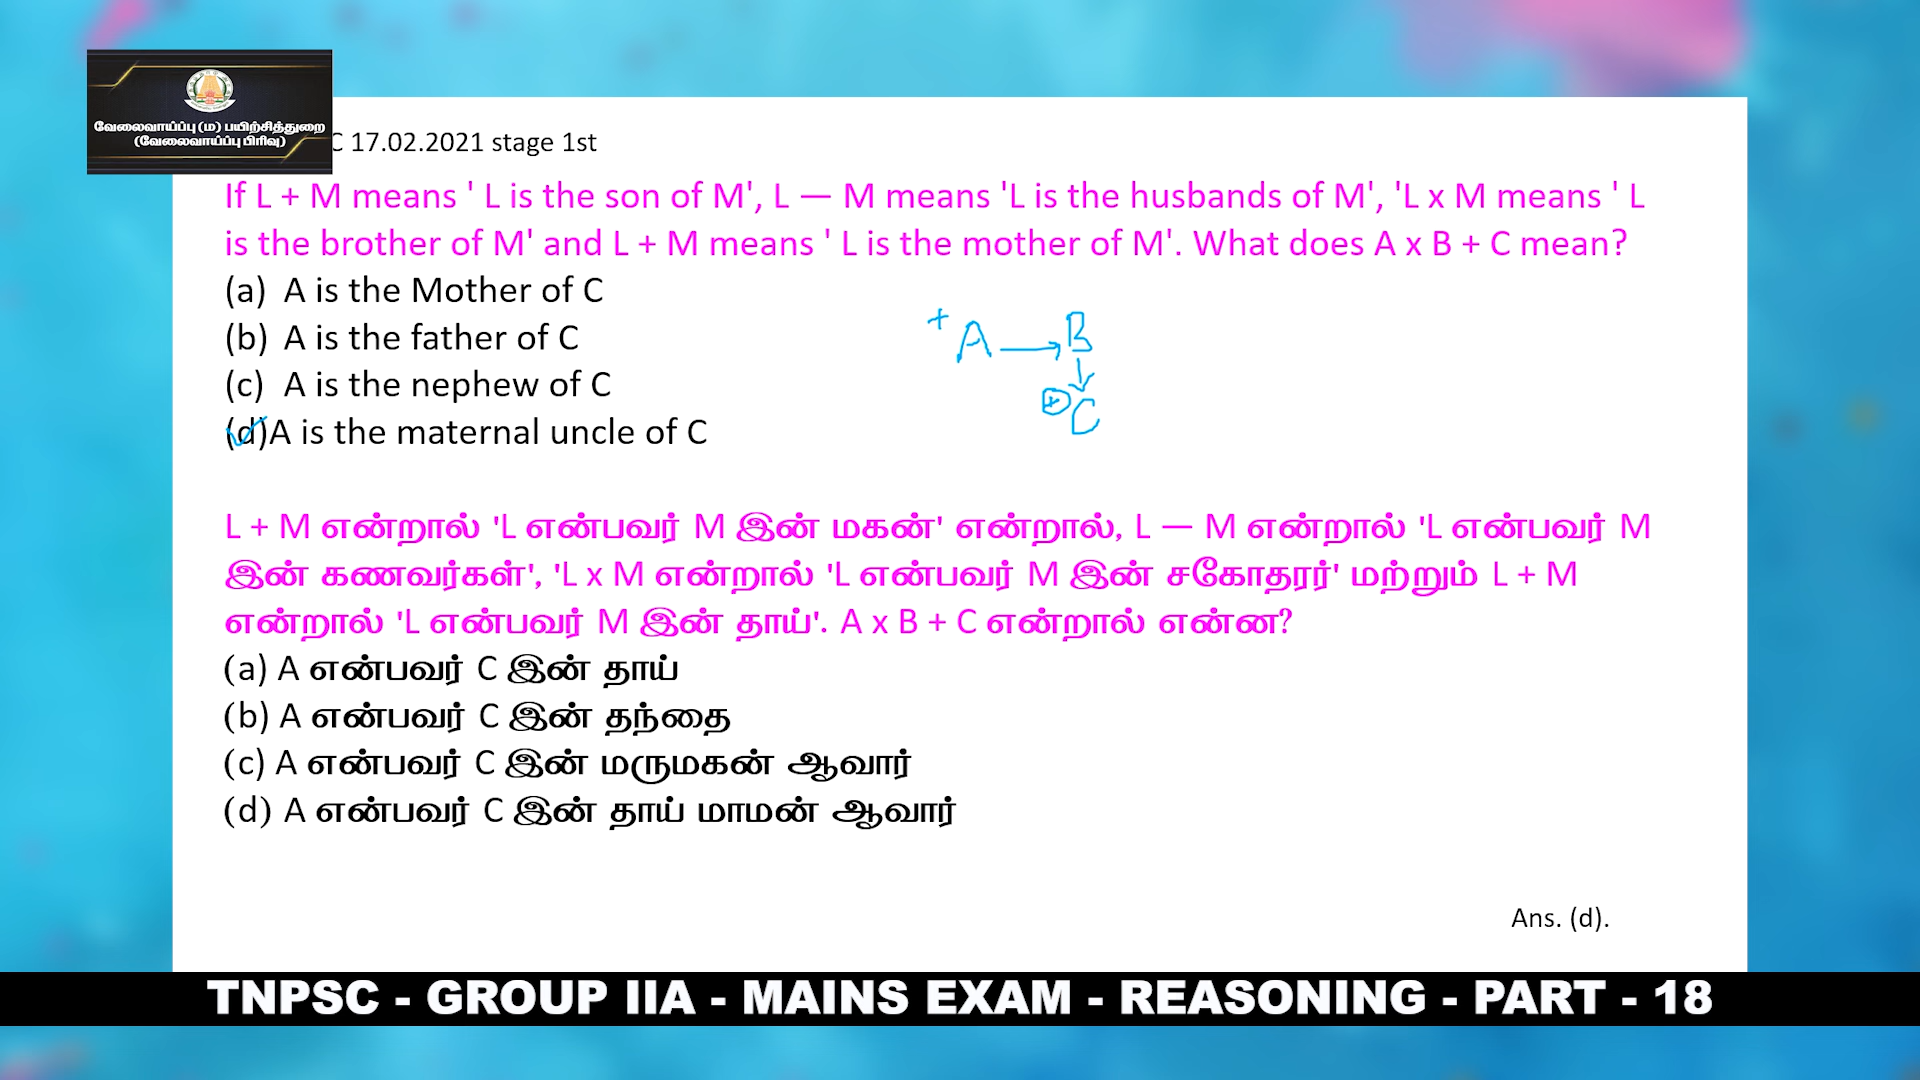 வேலைவாய்ப்பு (ம) பயிற்சித்துறை
(வேலைவாய்ப்பு பிரிவு)
C 17.02.2021 stage 1st
If L + M means ' L is the son of M', L — M means 'L is the husbands of M', 'L x M means ' L
is the brother of M' and L + M means ' L is the mother of M'. What does A x B + C mean?
(a) A is the Mother of C
(b) A is the father of C
(c) A is the nephew of C
(d)A is the maternal uncle of C
+ A → B
+ C
L + M என்றால் 'L என்பவர் M இன் மகன்' என்றால், L — M என்றால் 'L என்பவர் M
இன் கணவர்கள்', 'L x M என்றால் 'L என்பவர் M இன் சகோதரர்' மற்றும் L + M
என்றால் 'L என்பவர் M இன் தாய்'. A x B + C என்றால் என்ன?
(a) A என்பவர் C இன் தாய்
(b) A என்பவர் C இன் தந்தை
(c) A என்பவர் C இன் மருமகன் ஆவார்
(d) A என்பவர் C இன் தாய் மாமன் ஆவார்
Ans. (d).
TNPSC - GROUP IIA - MAINS EXAM - REASONING - PART - 18